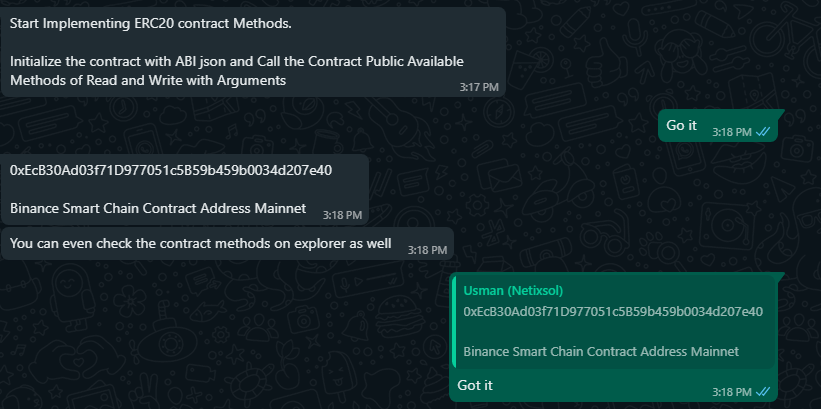 Start Implementing ERC20 contract Methods.
Initialize the contract with ABI json and Call the Contract Public Available
Methods of Read and Write with Arguments
3:17 PM
Go it
3:18 PM
0xEcB30Ad03f71D977051c5B59b459b0034d207e40
Binance Smart Chain Contract Address Mainnet
3:18 PM
You can even check the contract methods on explorer as well
3:18 PM
Usman (Netixsol)
0xEcB30Ad03f71D977051c5B59b459b0034d207e40
Binance Smart Chain Contract Address Mainnet
Got it
3:18 PM